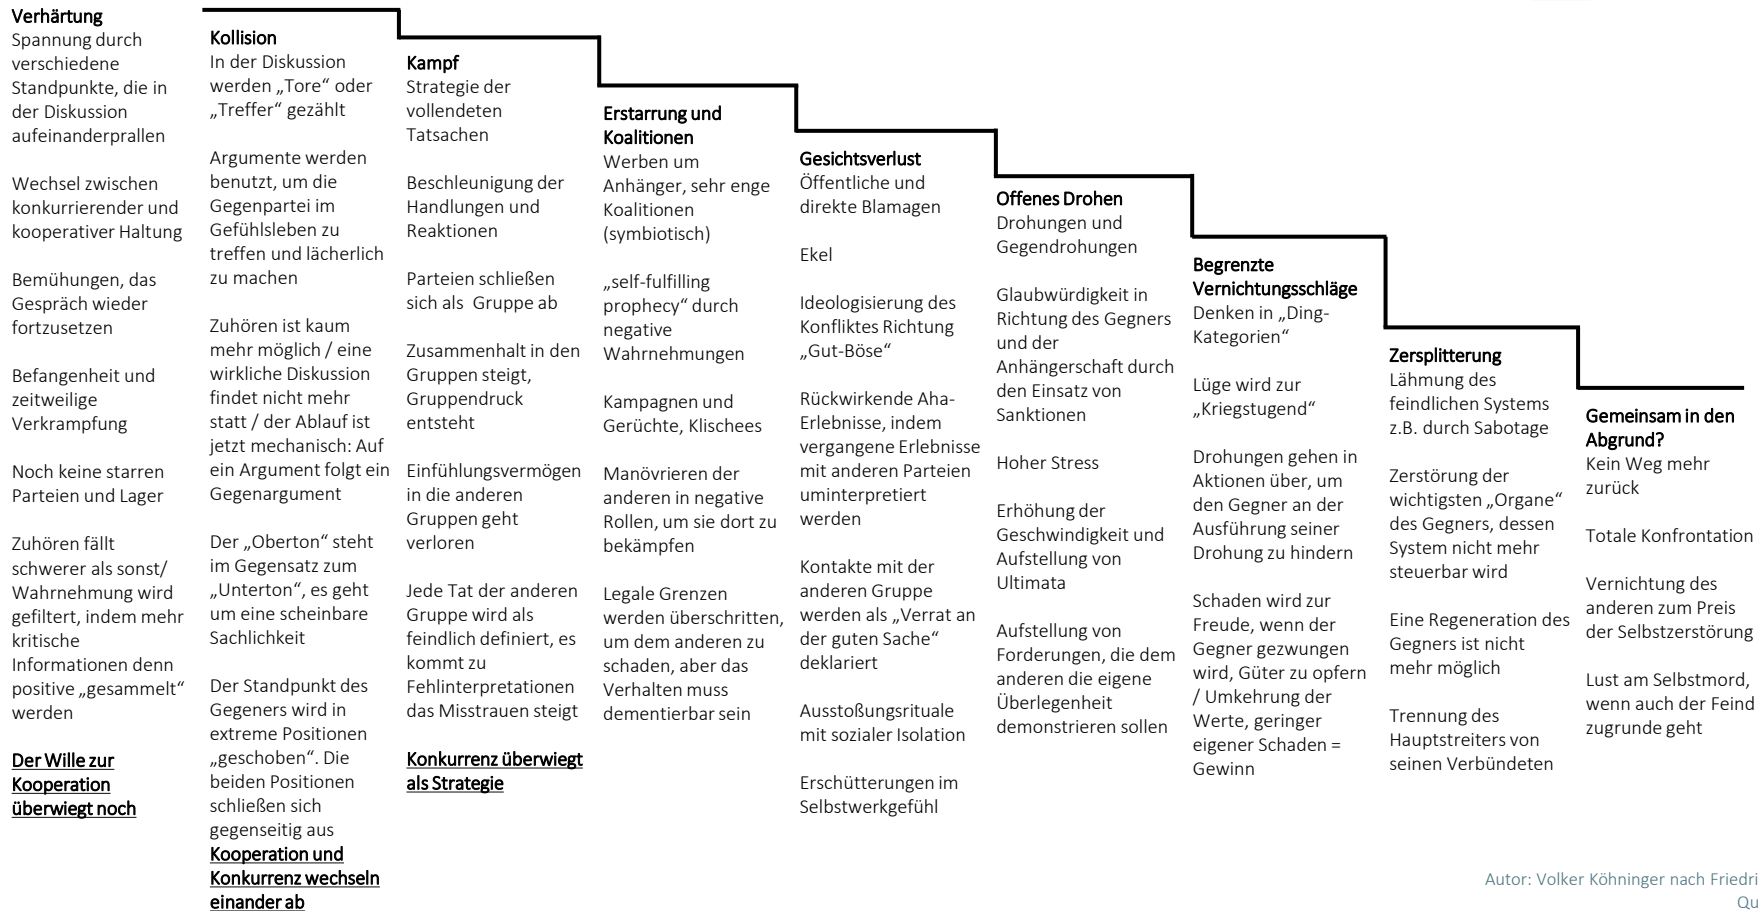 Verhärtung
Spannung durch
verschiedene
Standpunkte, die in
der Diskussion
aufeinanderprallen
Wechsel zwischen
konkurrierender und
kooperativer Haltung
Bemühungen, das
Gespräch wieder
fortzusetzen
Befangenheit und
zeitweilige
Verkrampfung
Noch keine starren
Parteien und Lager
Zuhören fällt
schwerer als sonst/
Wahrnehmung wird
gefiltert, indem mehr
kritische
Informationen denn
positive „gesammelt“
werden
Der Wille zur
Kooperation
überwiegt noch
Kollision
In der Diskussion
werden „Tore“ oder
„Treffer“ gezählt
Argumente werden
benutzt, um die
Gegenpartei im
Gefühlsleben zu
treffen und lächerlich
zu machen
Zuhören ist kaum
mehr möglich / eine
wirkliche Diskussion
findet nicht mehr
statt / der Ablauf ist
jetzt mechanisch: Auf
ein Argument folgt ein
Gegenargument
Der „Oberton“ steht
im Gegensatz zum
„Unterton“, es geht
um eine scheinbare
Sachlichkeit
Der Standpunkt des
Gegeners wird in
extreme Positionen
„geschoben“. Die
beiden Positionen
schließen sich
gegenseitig aus
Kooperation und
Konkurrenz wechseln
einander ab
Kampf
Strategie der
vollendeten
Tatsachen
Beschleunigung der
Handlungen und
Reaktionen
Parteien schließen
sich als Gruppe ab
Zusammenhalt in den
Gruppen steigt,
Gruppendruck
entsteht
Einfühlungsvermögen
in die anderen
Gruppen geht
verloren
Jede Tat der anderen
Gruppe wird als
feindlich definiert, es
kommt zu
Fehlinterpretationen
das Misstrauen steigt
Konkurrenz überwiegt
als Strategie
Erstarrung und
Koalitionen
Werben um
Anhänger, sehr enge
Koalitionen
(symbiotisch)
„self-fulfilling
prophecy“ durch
negative
Wahrnehmungen
Kampagnen und
Gerüchte, Klischees
Manövrieren der
anderen in negative
Rollen, um sie dort zu
bekämpfen
Legale Grenzen
werden überschritten,
um dem anderen zu
schaden, aber das
Verhalten muss
dementierbar sein
Gesichtsverlust
Öffentliche und
direkte Blamagen
Ekel
Ideologisierung des
Konfliktes Richtung
„Gut-Böse“
Rückwirkende Aha-
Erlebnisse, indem
vergangene Erlebnisse
mit anderen Parteien
uminterpretiert
werden
Kontakte mit der
anderen Gruppe
werden als „Verrat an
der guten Sache“
deklariert
Ausstoßungsrituale
mit sozialer Isolation
Erschütterungen im
Selbstwerkgefühl
Offenes Drohen
Drohungen und
Gegendrohungen
Glaubwürdigkeit in
Richtung des Gegners
und der
Anhängerschaft durch
den Einsatz von
Sanktionen
Hoher Stress
Erhöhung der
Geschwindigkeit und
Aufstellung von
Ultimata
Aufstellung von
Forderungen, die dem
anderen die eigene
Überlegenheit
demonstrieren sollen
Begrenzte
Vernichtungsschläge
Denken in „Ding-
Kategorien“
Lüge wird zur
„Kriegstugend“
Drohungen gehen in
Aktionen über, um
den Gegner an der
Ausführung seiner
Drohung zu hindern
Schaden wird zur
Freude, wenn der
Gegner gezwungen
wird, Güter zu opfern
/ Umkehrung der
Werte, geringer
eigener Schaden =
Gewinn
Zersplitterung
Lähmung des
feindlichen Systems
z.B. durch Sabotage
Zerstörung der
wichtigsten „Organe“
des Gegners, dessen
System nicht mehr
steuerbar wird
Eine Regeneration des
Gegners ist nicht
mehr möglich
Trennung des
Hauptstreiters von
seinen Verbündeten
Gemeinsam in den
Abgrund?
Kein Weg mehr
zurück
Totale Konfrontation
Vernichtung des
anderen zum Preis
der Selbstzerstörung
Lust am Selbstmord,
wenn auch der Feind
zugrunde geht
Autor: Volker Köhninger nach Friedri
Qu